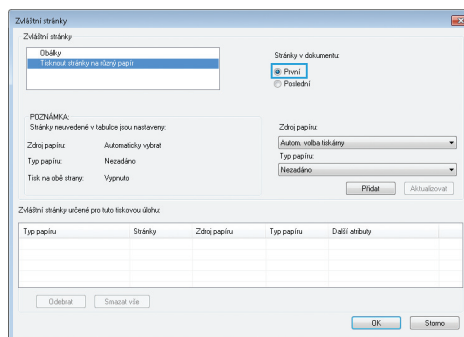 Zvláštní stránky
Zvláštní stránky
Obálky
Tisknout stránky na různý papír
Stránky v dokumentu:
První
Poslední
POZNÁMKA:
Stránky neuvedené v tabulce jsou nastaveny:
Zdroj papíru: Automaticky vybrat
Typ papíru: Nezadáno
Tisk na obě strany: Vypnuto
Zdroj papíru:
Autom. volba tiskárny
Typ papíru:
Nezadáno
Přidat Aktualizovat
Zvláštní stránky určené pro tuto tiskovou úlohu:
Typ papíru Stránky Zdroj papíru Typ papíru Další atributy
Odebrat Smazat vše
OK Storno